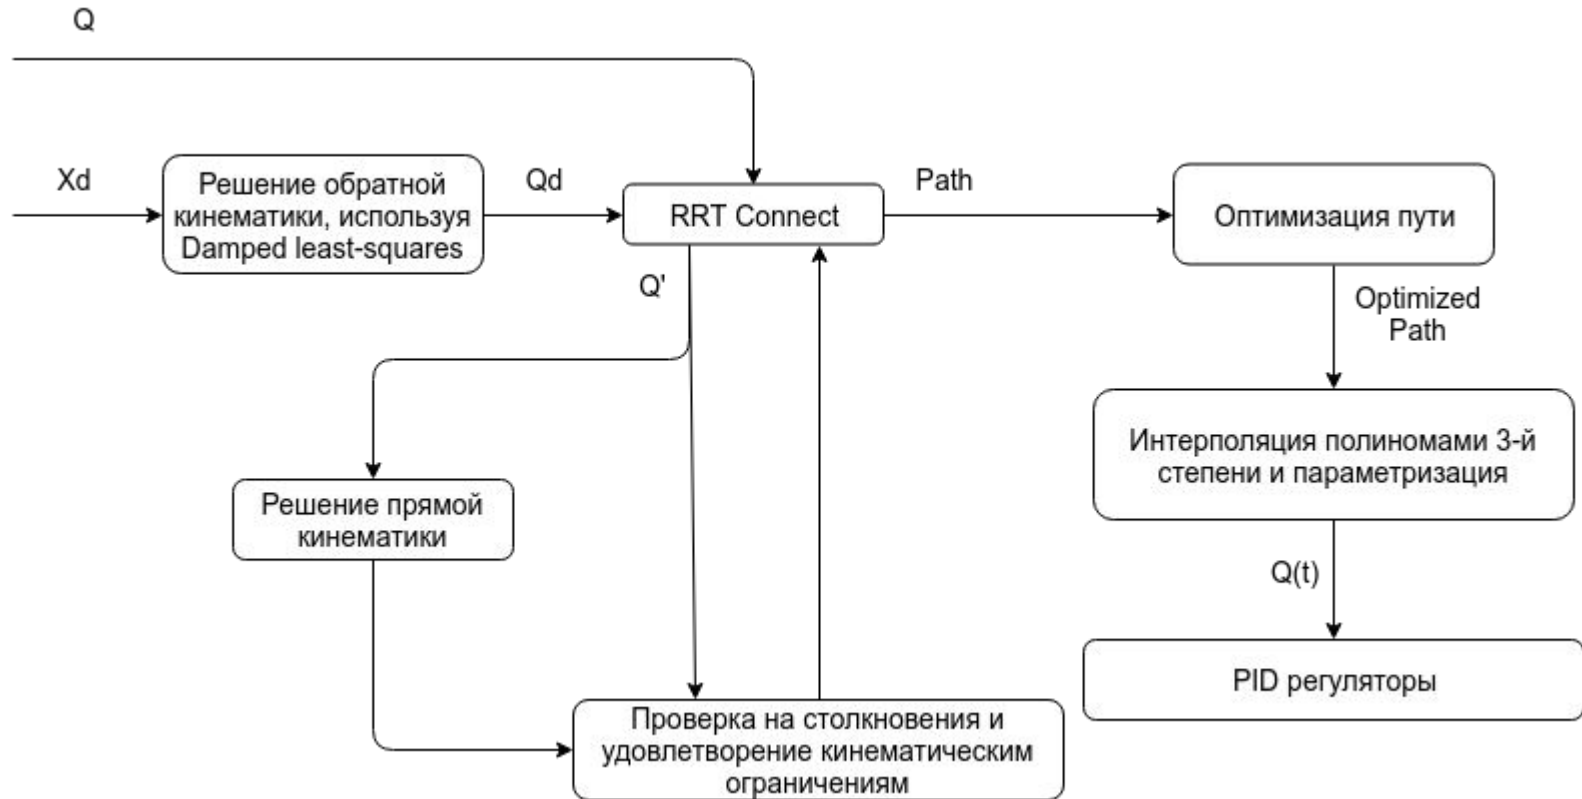 Q
Xd
Решение обратной
кинематики, используя
Damped least-squares
Qd
RRT Connect
Path
Оптимизация пути
Q'
Optimized
Path
Интерполяция полиномами 3-й
степени и параметризация
Решение прямой
кинематики
Q(t)
PID регуляторы
Проверка на столкновения и
удовлетворение кинематическим
ограничениям